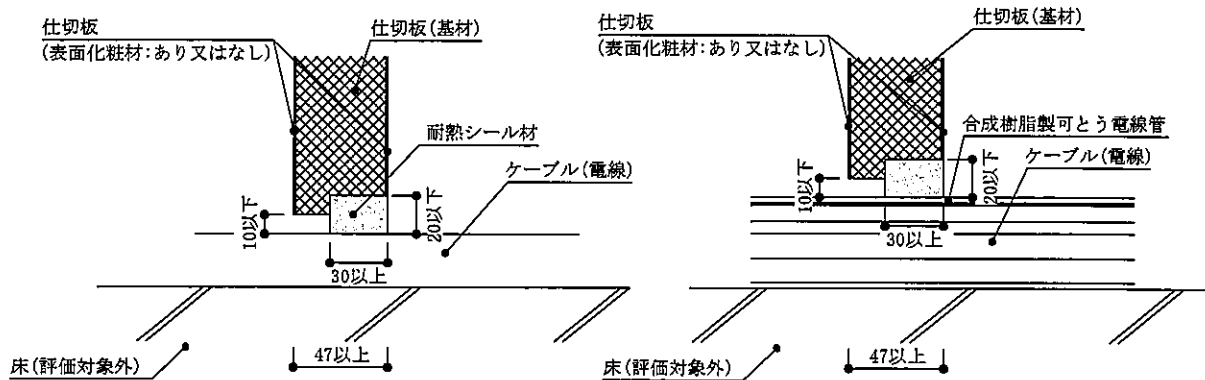 仕切板
(表面化粧材:あり又はなし)
仕切板(基材)
耐熱シール材
ケーブル(電線)
10以下
20以下
30以上
47以上
床(評価対象外)
仕切板
(表面化粧材:あり又はなし)
仕切板(基材)
合成樹脂製可とう電線管
ケーブル(電線)
10以下
20以下
30以上
47以上
床(評価対象外)